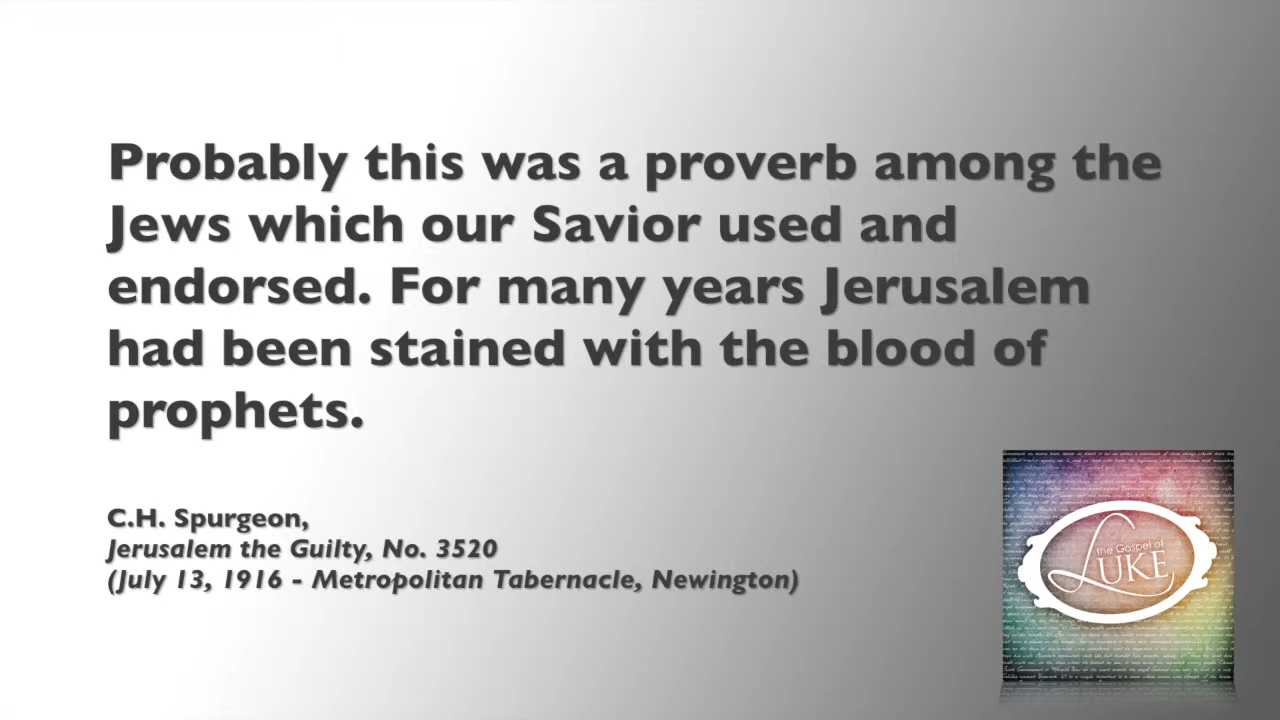 Probably this was a proverb among the
Jews which our Savior used and
endorsed. For many years Jerusalem
had been stained with the blood of
prophets.
C.H. Spurgeon,
Jerusalem the Guilty, No. 3520
(July 13, 1916 - Metropolitan Tabernacle, Newington)
the Gospel of
LUKE